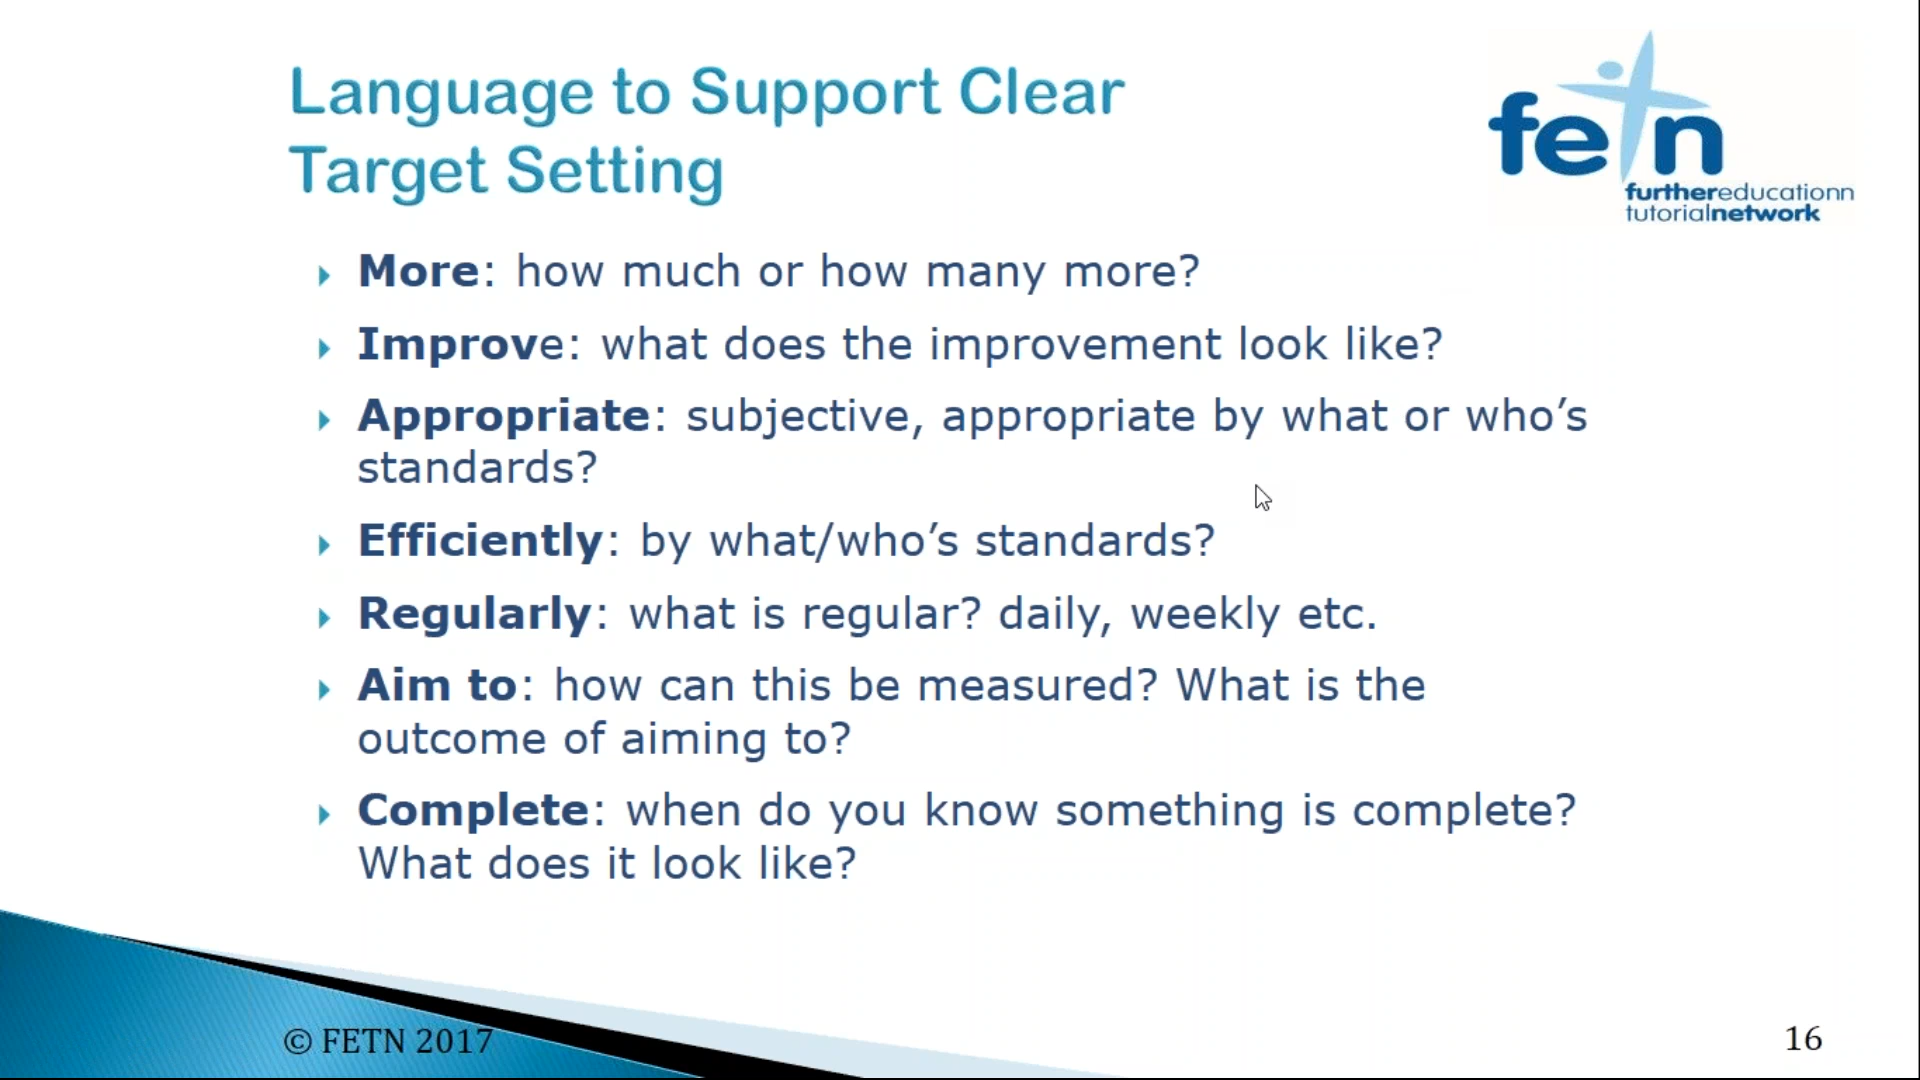 Language to Support Clear
Target Setting
fetn
furthereducationn
tutorialnetwork
More: how much or how many more?
Improve: what does the improvement look like?
Appropriate: subjective, appropriate by what or who’s
standards?
Efficiently: by what/who’s standards?
Regularly: what is regular? daily, weekly etc.
Aim to: how can this be measured? What is the
outcome of aiming to?
Complete: when do you know something is complete?
What does it look like?
© FETN 2017
16